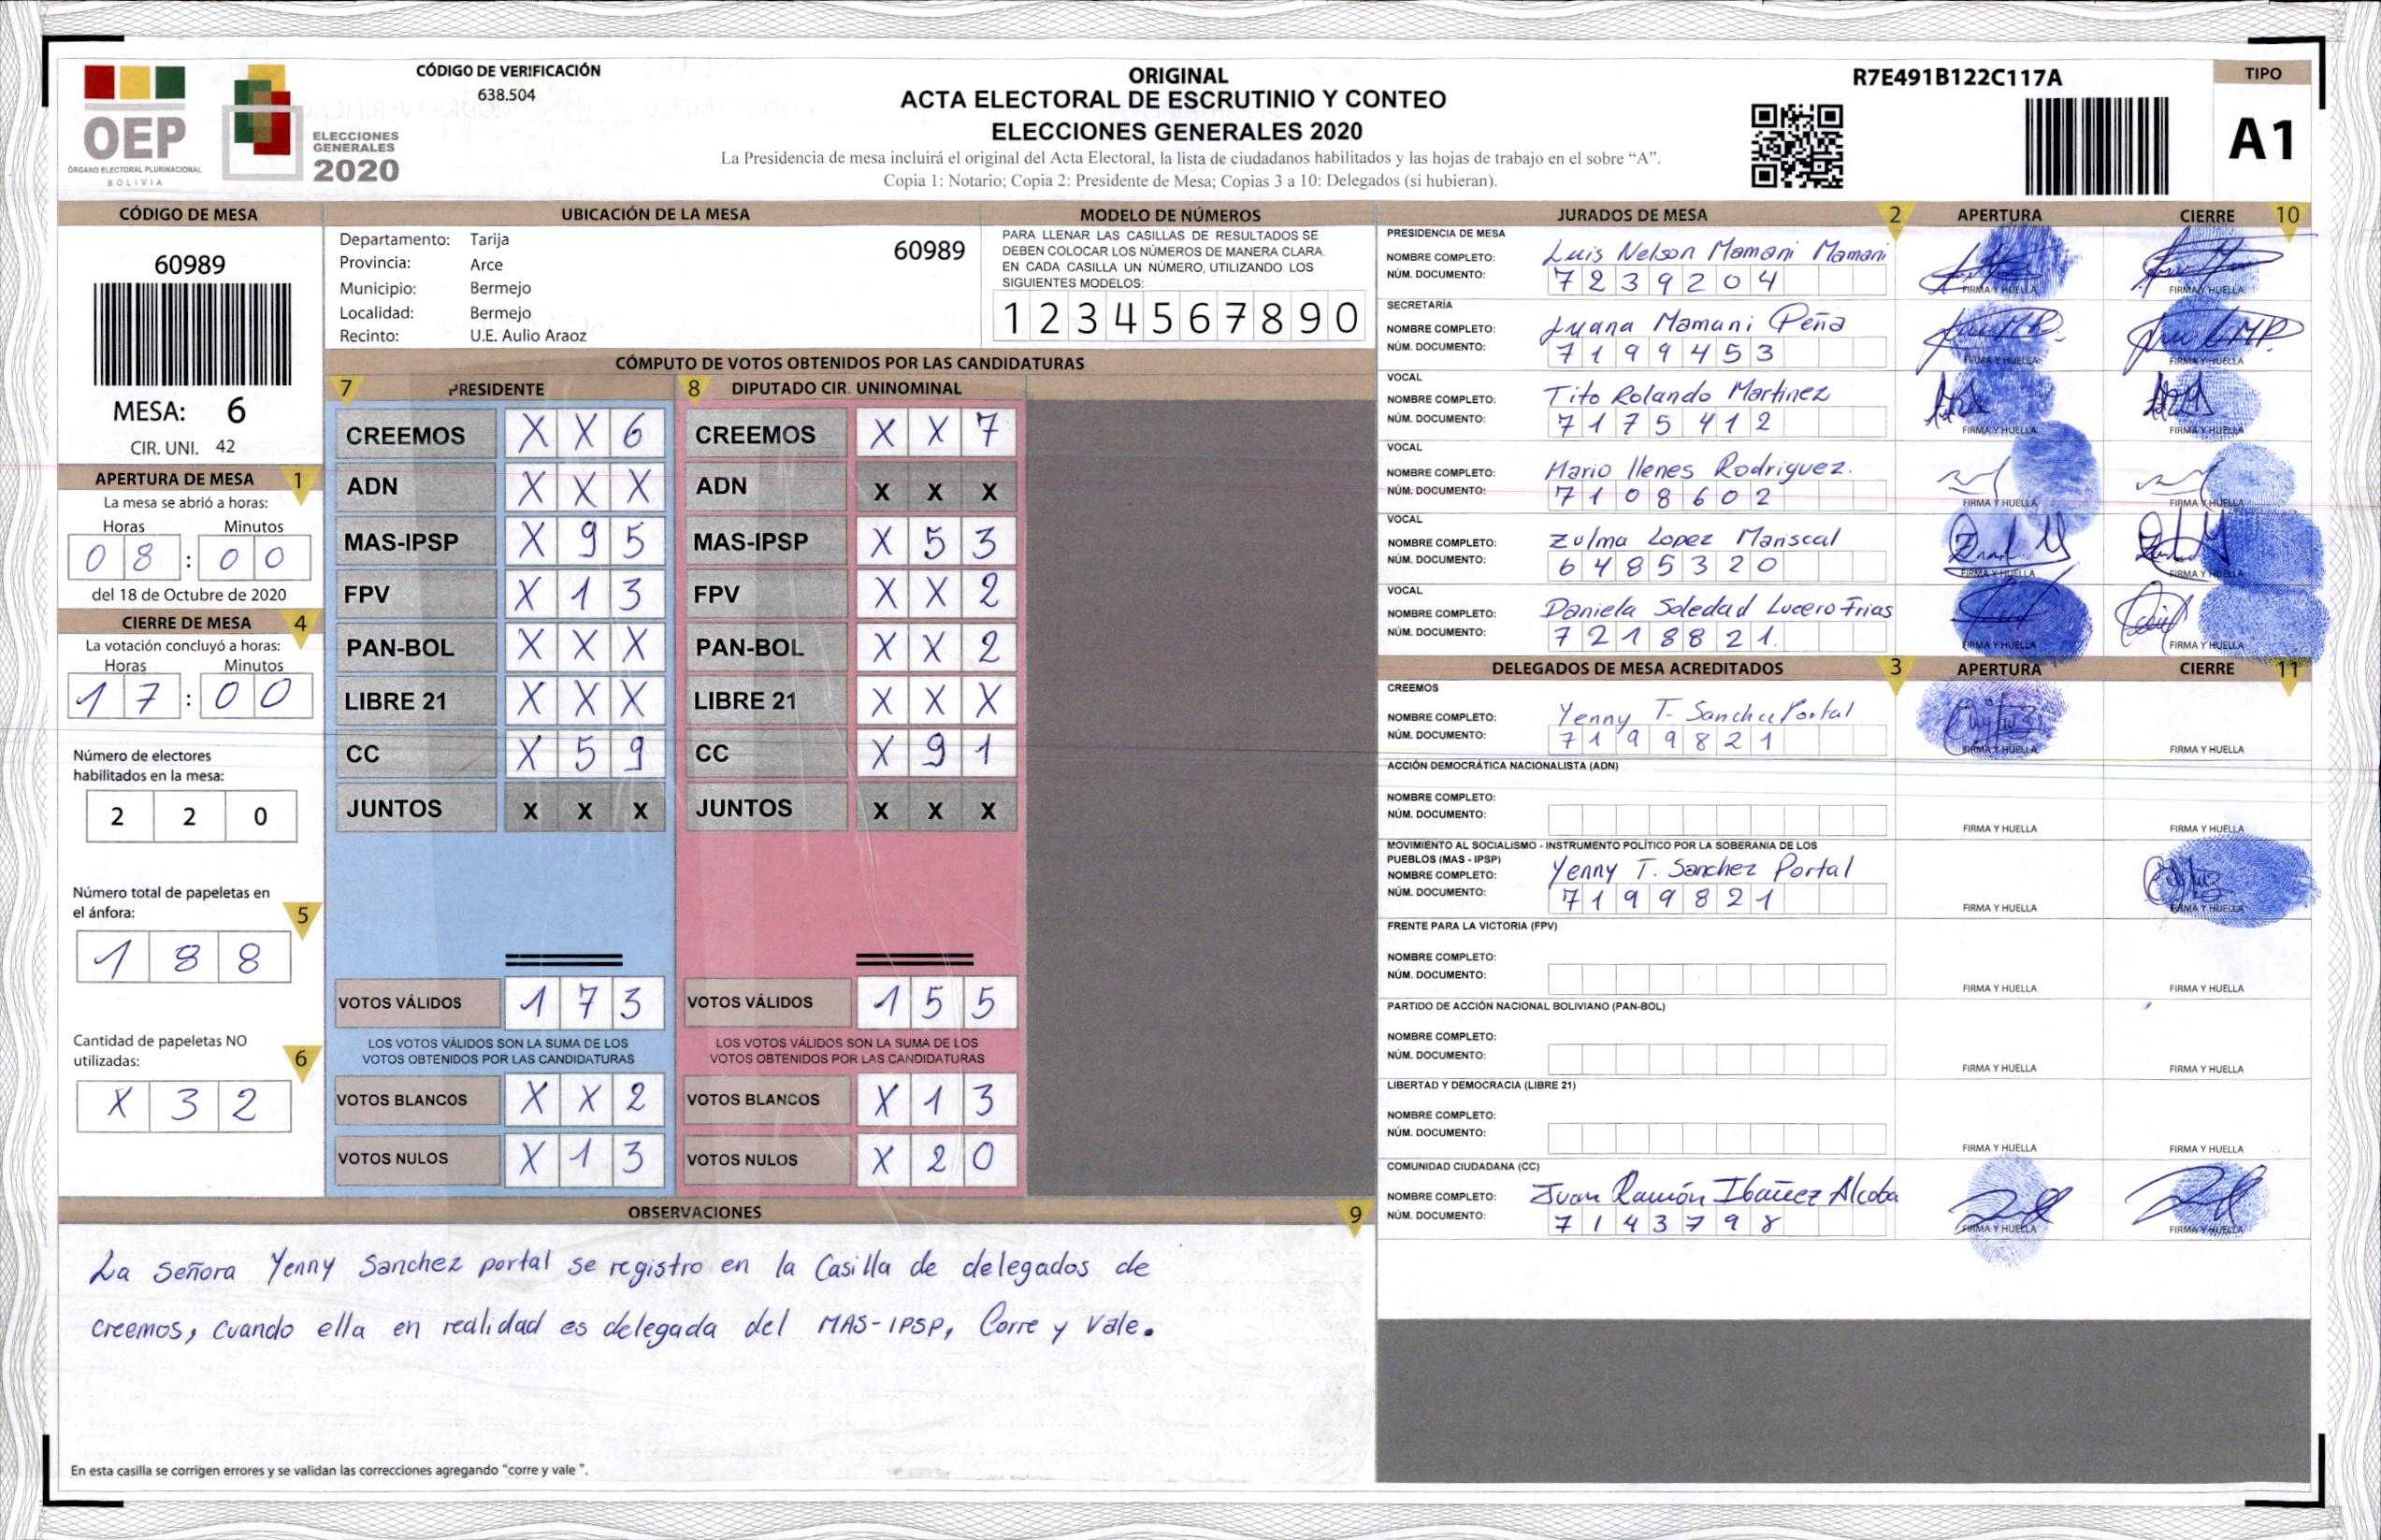 OEP
ÓRGANO ELECTORAL PLURINACIONAL
BOLIVIA
ELECCIONES
GENERALES
2020
CÓDIGO DE VERIFICACIÓN
638.504
ORIGINAL
ACTA ELECTORAL DE ESCRUTINIO Y CONTEO
ELECCIONES GENERALES 2020
La Presidencia de mesa incluirá el original del Acta Electoral, la lista de ciudadanos habilitados y las hojas de trabajo en el sobre “A”.
Copia 1: Notario; Copia 2: Presidente de Mesa; Copias 3 a 10: Delegados (si hubieran).
R7E491B122C117A
TIPO
A1
CÓDIGO DE MESA
60989
MESA: 6
CIR. UNI. 42
APERTURA DE MESA 1
La mesa se abrió a horas:
Horas Minutos
0 8 : 0 0
del 18 de Octubre de 2020
CIERRE DE MESA 4
La votación concluyó a horas:
Horas Minutos
1 7 : 0 0
Número de electores
habilitados en la mesa:
2 2 0
Número total de papeletas en
el ánfora: 5
1 8 8
Cantidad de papeletas NO
utilizadas: 6
X 3 2
UBICACIÓN DE LA MESA
Departamento: Tarija
60989
Provincia: Arce
Municipio: Bermejo
Localidad: Bermejo
Recinto: U.E. Aulio Araoz
MODELO DE NÚMEROS
PARA LLENAR LAS CASILLAS DE RESULTADOS SE
DEBEN COLOCAR LOS NÚMEROS DE MANERA CLARA.
EN CADA CASILLA UN NÚMERO, UTILIZANDO LOS
SIGUIENTES MODELOS:
1 2 3 4 5 6 7 8 9 0
CÓMPUTO DE VOTOS OBTENIDOS POR LAS CANDIDATURAS
7 PRESIDENTE
CREEMOS X X 6
ADN X X X
MAS-IPSP X 9 5
FPV X 1 3
PAN-BOL X X X
LIBRE 21 X X X
CC X 5 9
JUNTOS X X X
VOTOS VÁLIDOS 1 7 3
LOS VOTOS VÁLIDOS SON LA SUMA DE LOS
VOTOS OBTENIDOS POR LAS CANDIDATURAS
VOTOS BLANCOS X X 2
VOTOS NULOS X 1 3
8 DIPUTADO CIR. UNINOMINAL
CREEMOS X X 7
ADN X X X
MAS-IPSP X 5 3
FPV X X 2
PAN-BOL X X 2
LIBRE 21 X X X
CC X 9 1
JUNTOS X X X
VOTOS VÁLIDOS 1 5 5
LOS VOTOS VÁLIDOS SON LA SUMA DE LOS
VOTOS OBTENIDOS POR LAS CANDIDATURAS
VOTOS BLANCOS X 1 3
VOTOS NULOS X 2 0
OBSERVACIONES 9
La Señora Yenny Sanchez portal se registro en la Casilla de delegados de
creemos, cuando ella en realidad es delegada del MAS-IPSP, Corre y Vale.
En esta casilla se corrigen errores y se validan las correcciones agregando “corre y vale ”.
JURADOS DE MESA 2 APERTURA CIERRE 10
PRESIDENCIA DE MESA
NOMBRE COMPLETO: Luis Nelson Mamani Mamani
NÚM. DOCUMENTO: 7 2 3 9 2 0 4
FIRMA Y HUELLA FIRMA Y HUELLA
SECRETARÍA
NOMBRE COMPLETO: Luana Mamani Peña
NÚM. DOCUMENTO: 7 1 9 9 4 5 3
FIRMA Y HUELLA FIRMA Y HUELLA
VOCAL
NOMBRE COMPLETO: Tito Rolando Martinez
NÚM. DOCUMENTO: 7 1 7 5 4 1 2
FIRMA Y HUELLA FIRMA Y HUELLA
VOCAL
NOMBRE COMPLETO: Mario llenes Rodriguez.
NÚM. DOCUMENTO: 7 1 0 8 6 0 2
FIRMA Y HUELLA FIRMA Y HUELLA
VOCAL
NOMBRE COMPLETO: Zulma Lopez Mariscal
NÚM. DOCUMENTO: 6 4 8 5 3 2 0
FIRMA Y HUELLA FIRMA Y HUELLA
VOCAL
NOMBRE COMPLETO: Daniela Soledad Lucero Frias
NÚM. DOCUMENTO: 7 2 1 8 8 2 1.
FIRMA Y HUELLA FIRMA Y HUELLA
DELEGADOS DE MESA ACREDITADOS 3 APERTURA CIERRE 11
CREEMOS
NOMBRE COMPLETO: Yenny T. Sanchez Portal
NÚM. DOCUMENTO: 7 1 9 9 8 2 1
FIRMA Y HUELLA FIRMA Y HUELLA
ACCIÓN DEMOCRÁTICA NACIONALISTA (ADN)
NOMBRE COMPLETO:
NÚM. DOCUMENTO:
FIRMA Y HUELLA FIRMA Y HUELLA
MOVIMIENTO AL SOCIALISMO - INSTRUMENTO POLÍTICO POR LA SOBERANIA DE LOS
PUEBLOS (MAS - IPSP)
NOMBRE COMPLETO: Yenny T. Sanchez Portal
NÚM. DOCUMENTO: 7 1 9 9 8 2 1
FIRMA Y HUELLA FIRMA Y HUELLA
FRENTE PARA LA VICTORIA (FPV)
NOMBRE COMPLETO:
NÚM. DOCUMENTO:
FIRMA Y HUELLA FIRMA Y HUELLA
PARTIDO DE ACCIÓN NACIONAL BOLIVIANO (PAN-BOL)
NOMBRE COMPLETO:
NÚM. DOCUMENTO:
FIRMA Y HUELLA FIRMA Y HUELLA
LIBERTAD Y DEMOCRACIA (LIBRE 21)
NOMBRE COMPLETO:
NÚM. DOCUMENTO:
FIRMA Y HUELLA FIRMA Y HUELLA
COMUNIDAD CIUDADANA (CC)
NOMBRE COMPLETO: Juan Ramón Ibañez Alcoba
NÚM. DOCUMENTO: 7 1 4 3 7 9 8
FIRMA Y HUELLA FIRMA Y HUELLA